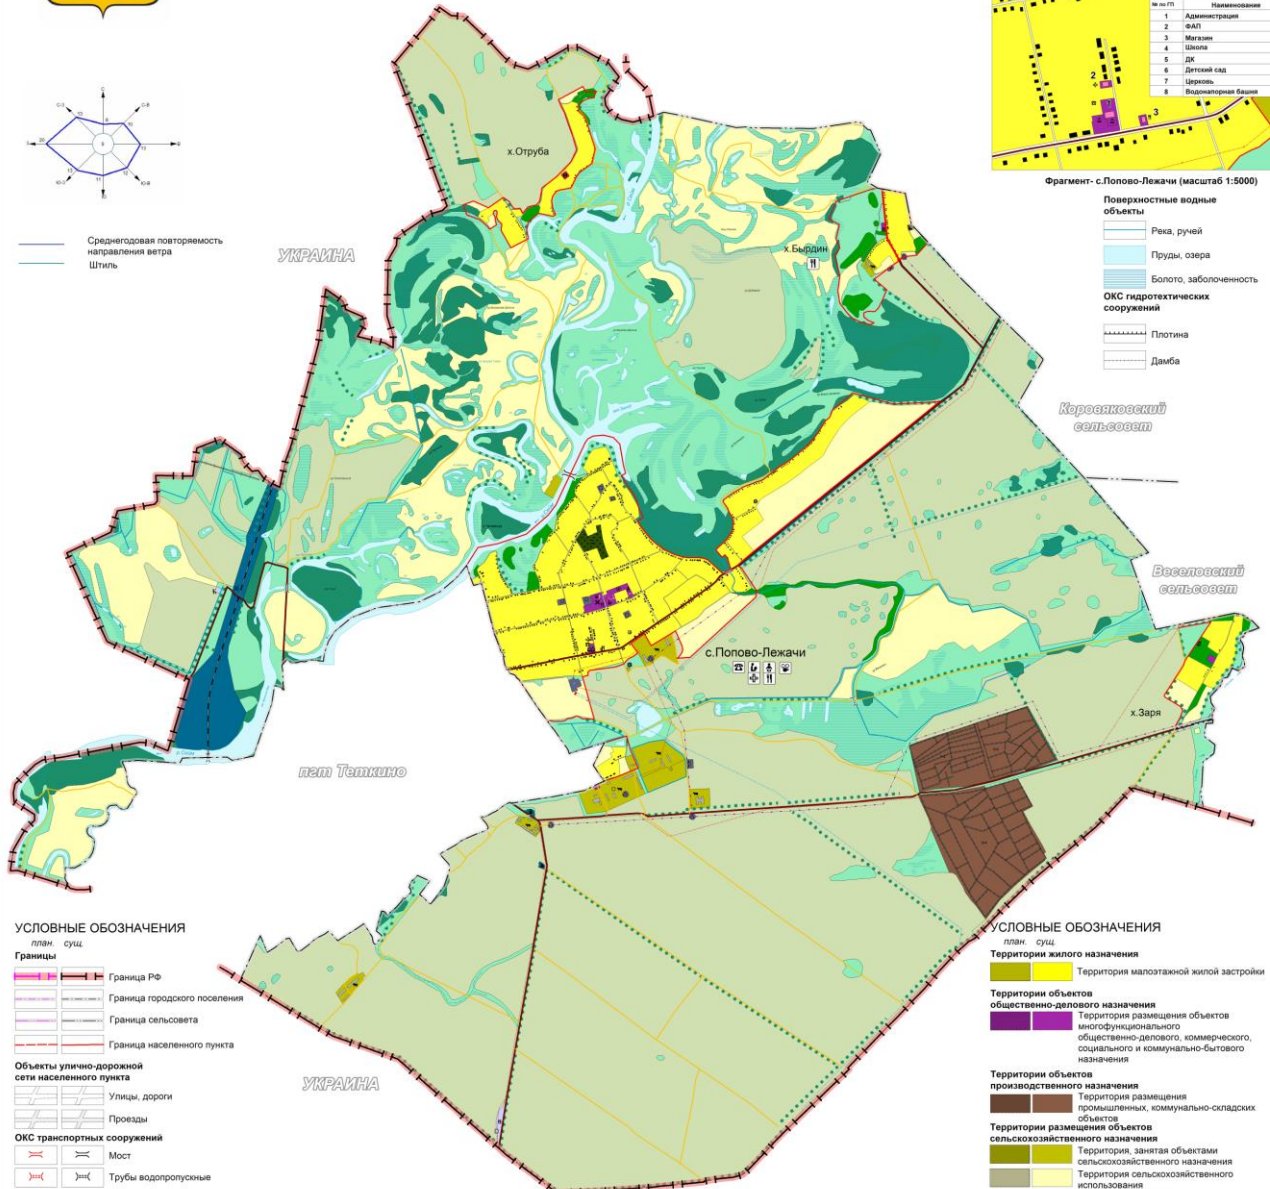 С
С-З
С-В
В
Ю-З
Ю-В
Ю
Среднегодовая повторяемость
направления ветра
Штиль
№ по ГП Наименование
1 Администрация
2 ФАП
3 Магазин
4 Школа
5 ДК
6 Детский сад
7 Церковь
8 Водонапорная башня
2
3
Фрагмент- с.Попово-Лежачи (масштаб 1:5000)
Поверхностные водные
объекты
Река, ручей
Пруды, озера
Болото, заболоченность
ОКС гидротехтических
сооружений
Плотина
Дамба
х.Отруба
УКРАИНА
х.Бырдин
Коровяковский
сельсовет
Веселовский
сельсовет
с.Попово-Лежачи
х.Заря
пгт Теткино
УКРАИНА
УСЛОВНЫЕ ОБОЗНАЧЕНИЯ
план. сущ.
Границы
Граница РФ
Граница городского поселения
Граница сельсовета
Граница населенного пункта
Объекты улично-дорожной
сети населенного пункта
Улицы, дороги
Проезды
ОКС транспортных сооружений
Мост
Трубы водопропускные
УСЛОВНЫЕ ОБОЗНАЧЕНИЯ
план. сущ.
Территории жилого назначения
Территория малоэтажной жилой застройки
Территории объектов
общественно-делового назначения
Территория размещения объектов
многофункционального
общественно-делового, коммерческого,
социального и коммунально-бытового
назначения
Территории объектов
производственного назначения
Территория размещения
промышленных, коммунально-складских
объектов
Территории размещения объектов
сельскохозяйственного назначения
Территория, занятая объектами
сельскохозяйственного назначения
Территория сельскохозяйственного
использования